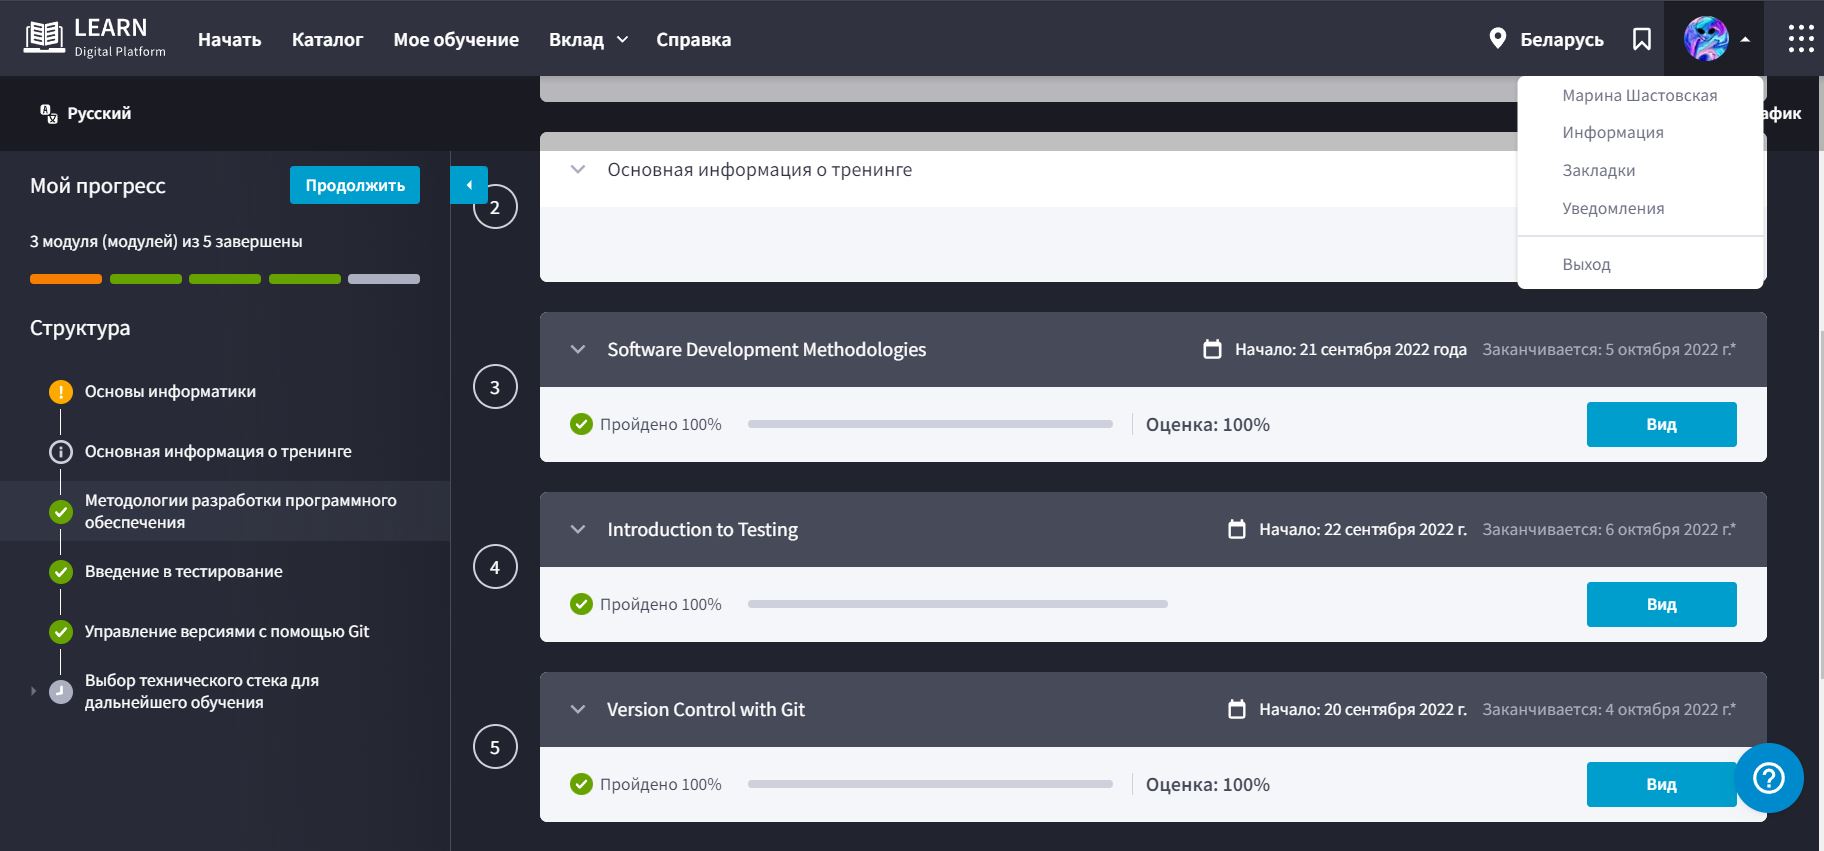 LEARN
Digital Platform
Начать
Каталог
Мое обучение
Вклад
Справка
Беларусь
Марина Шастовская
Информация
Закладки
Уведомления
Выход
Русский
Мой прогресс
Продолжить
3 модуля (модулей) из 5 завершены
Структура
Основы информатики
Основная информация о тренинге
Методологии разработки программного
обеспечения
Введение в тестирование
Управление версиями с помощью Git
Выбор технического стека для
дальнейшего обучения
2
Основная информация о тренинге
3
Software Development Methodologies
Начало: 21 сентября 2022 года
Заканчивается: 5 октября 2022 г.*
Пройдено 100%
Оценка: 100%
Вид
4
Introduction to Testing
Начало: 22 сентября 2022 г.
Заканчивается: 6 октября 2022 г.*
Пройдено 100%
Вид
5
Version Control with Git
Начало: 20 сентября 2022 г.
Заканчивается: 4 октября 2022 г.*
Пройдено 100%
Оценка: 100%
Вид